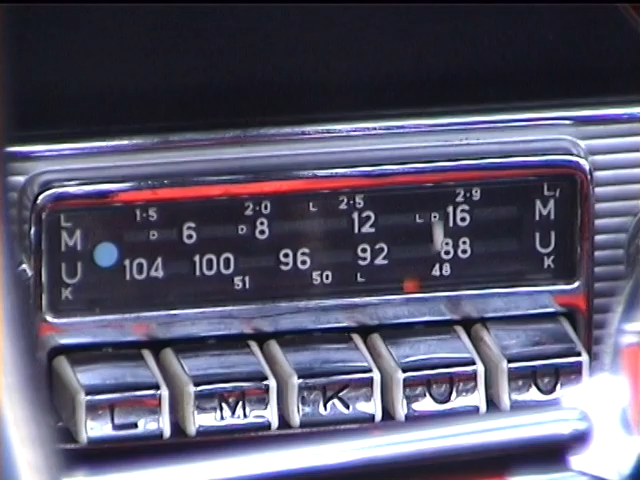 L 1·5 2·0 L 2·5 2·9 L
M D 6 D 8 12 L D 16 M
U 104 100 96 92 88 U
K 51 50 L 48 K
L M K U U